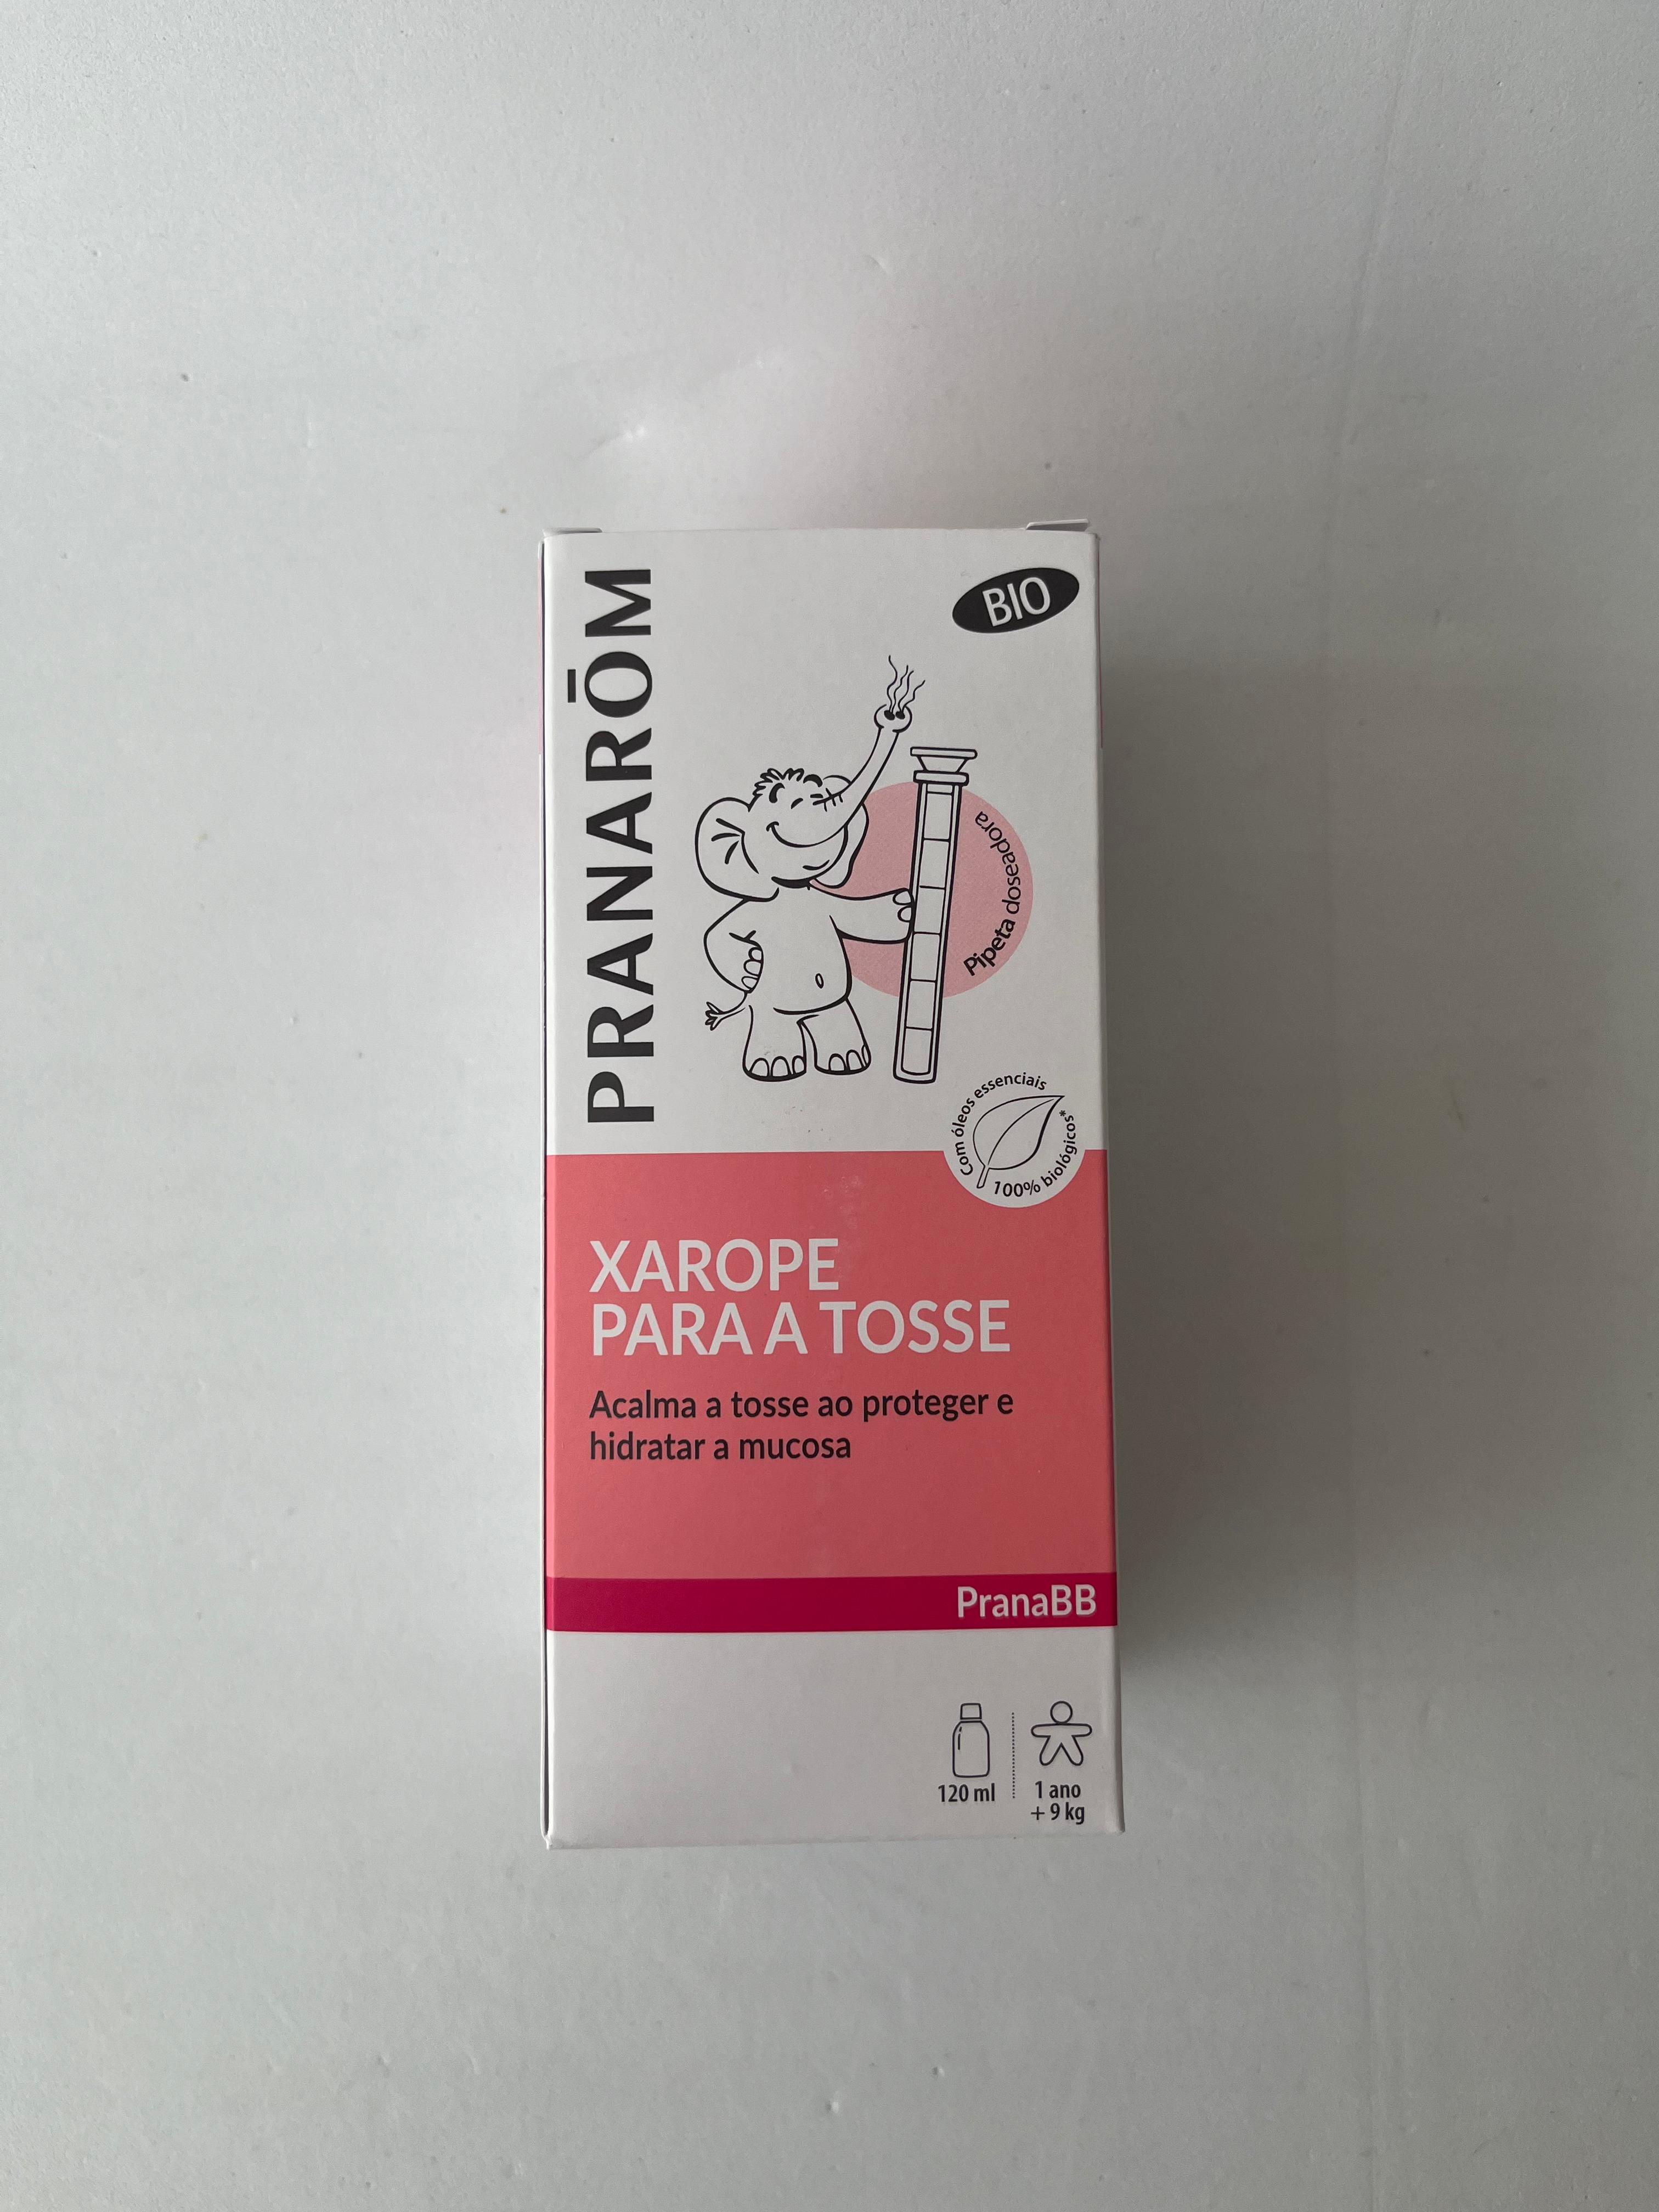 PRANARŌM
BIO
Pipeta doseadora
Com óleos essenciais
100% biológicos*
XAROPE
PARA A TOSSE
Acalma a tosse ao proteger e
hidratar a mucosa
PranaBB
120 ml
1 ano
+ 9 kg